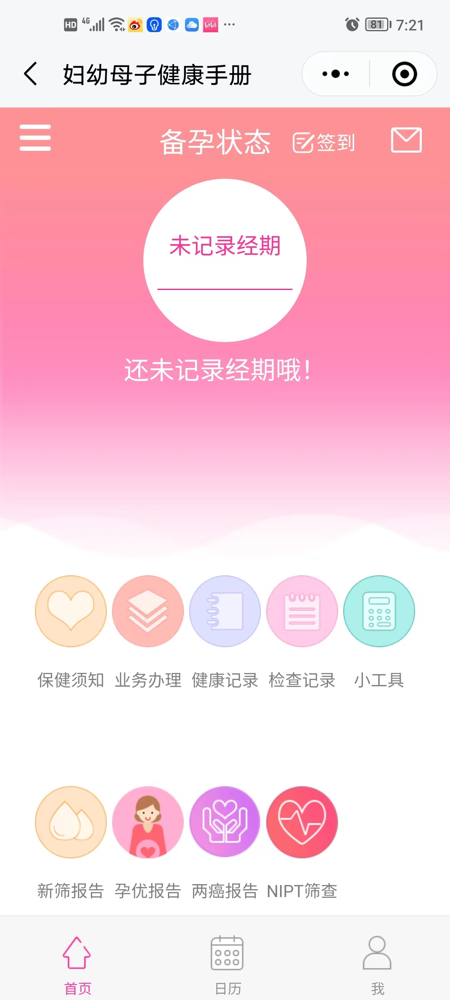 HD 4G bilibili ... 81 7:21
妇幼母子健康手册
备孕状态 签到
未记录经期
还未记录经期哦!
保健须知 业务办理 健康记录 检查记录 小工具
新筛报告 孕优报告 两癌报告 NIPT筛查
首页 日历 我